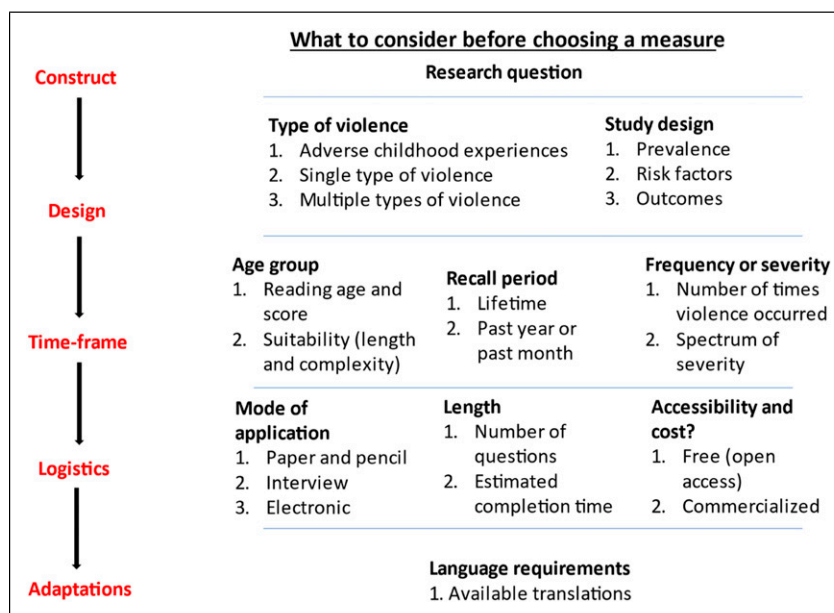 What to consider before choosing a measure
Construct
Research question
Type of violence
1. Adverse childhood experiences
2. Single type of violence
3. Multiple types of violence
Study design
1. Prevalence
2. Risk factors
3. Outcomes
Design
Age group
1. Reading age and
score
2. Suitability (length
and complexity)
Recall period
1. Lifetime
2. Past year or
past month
Frequency or severity
1. Number of times
violence occurred
2. Spectrum of
severity
Time-frame
Mode of
application
1. Paper and pencil
2. Interview
3. Electronic
Length
1. Number of
questions
2. Estimated
completion time
Accessibility and
cost?
1. Free (open
access)
2. Commercialized
Logistics
Language requirements
1. Available translations
Adaptations